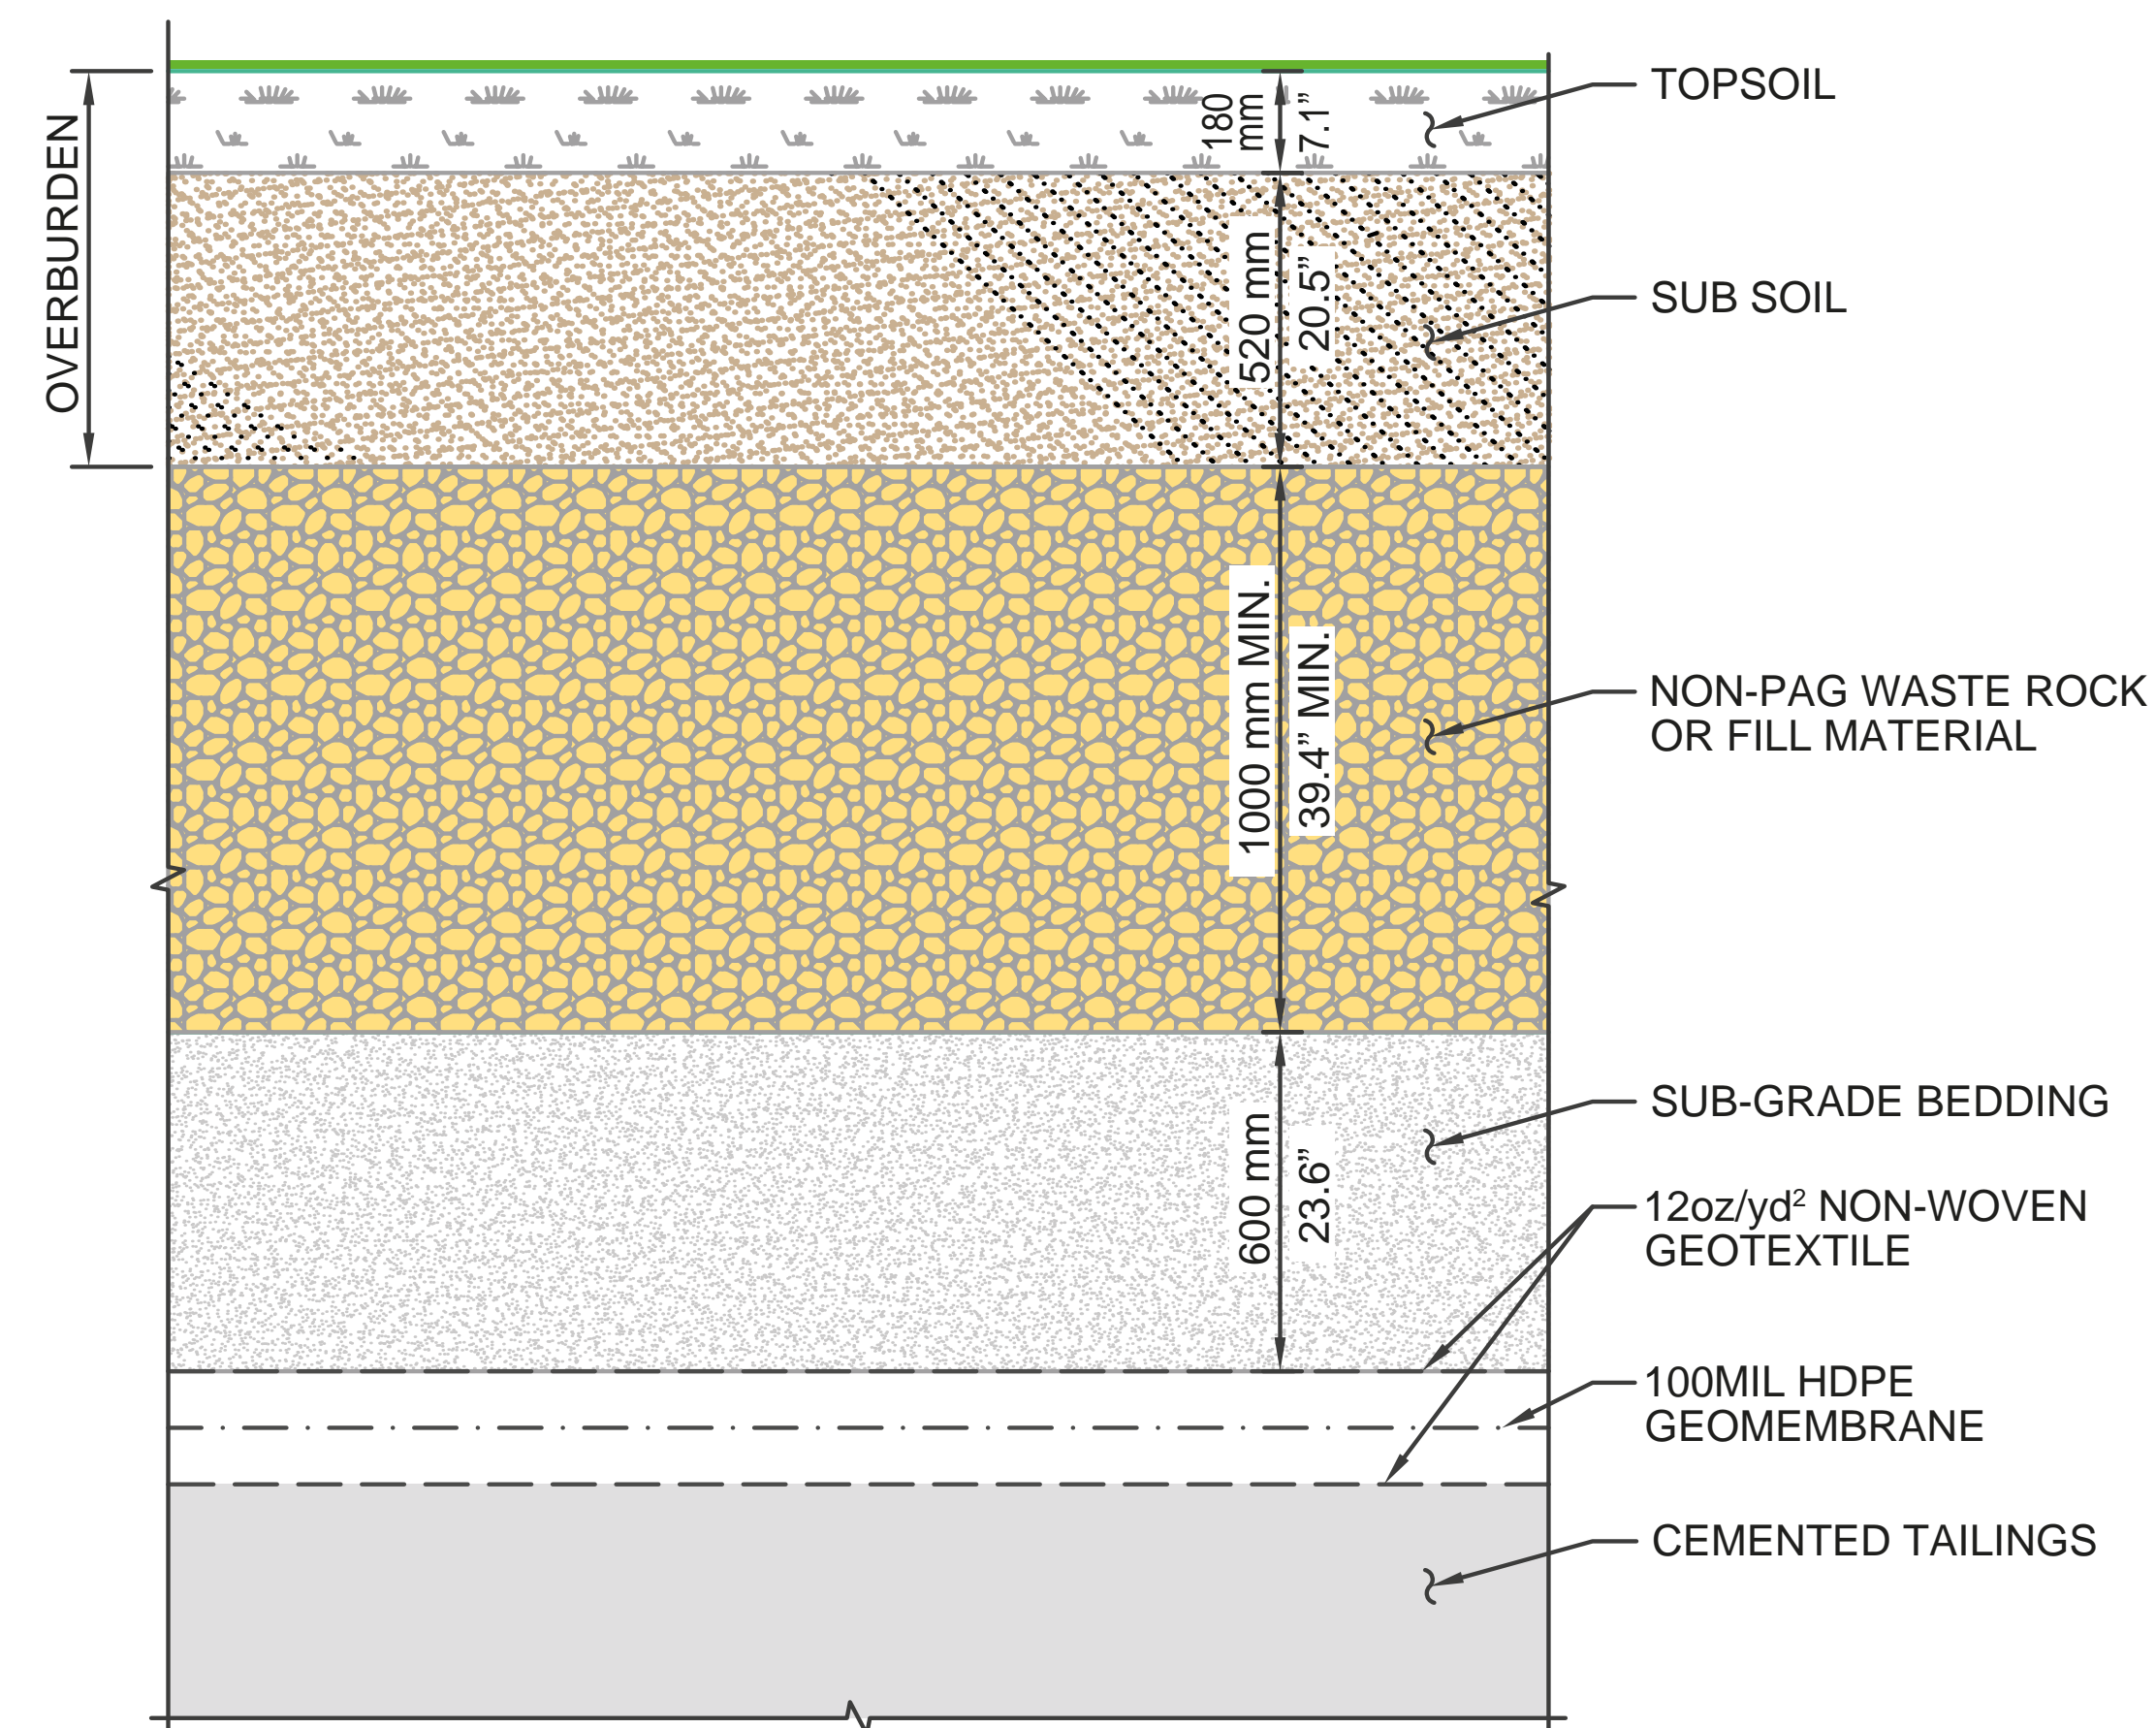 OVERBURDEN
180
mm
7.1”
TOPSOIL
520 mm
20.5”
SUB SOIL
1000 mm MIN.
39.4” MIN.
NON-PAG WASTE ROCK
OR FILL MATERIAL
600 mm
23.6”
SUB-GRADE BEDDING
12oz/yd² NON-WOVEN
GEOTEXTILE
100MIL HDPE
GEOMEMBRANE
CEMENTED TAILINGS